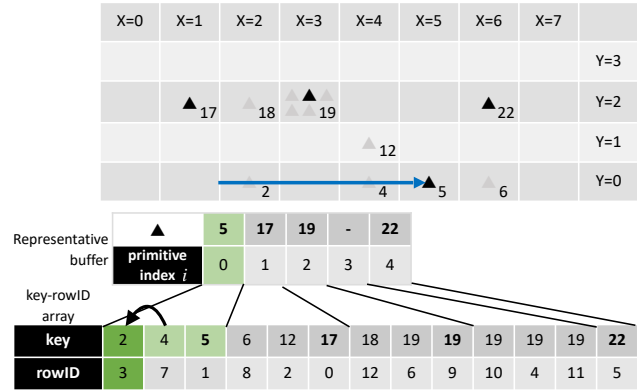 X=0 X=1 X=2 X=3 X=4 X=5 X=6 X=7
Y=3
17 18 19 22 Y=2
12 Y=1
2 4 5 6 Y=0
Representative buffer
▲ 5 17 19 - 22
primitive index i 0 1 2 3 4
key-rowID array
key 2 4 5 6 12 17 18 19 19 19 19 19 22
rowID 3 7 1 8 2 0 12 6 9 10 4 11 5